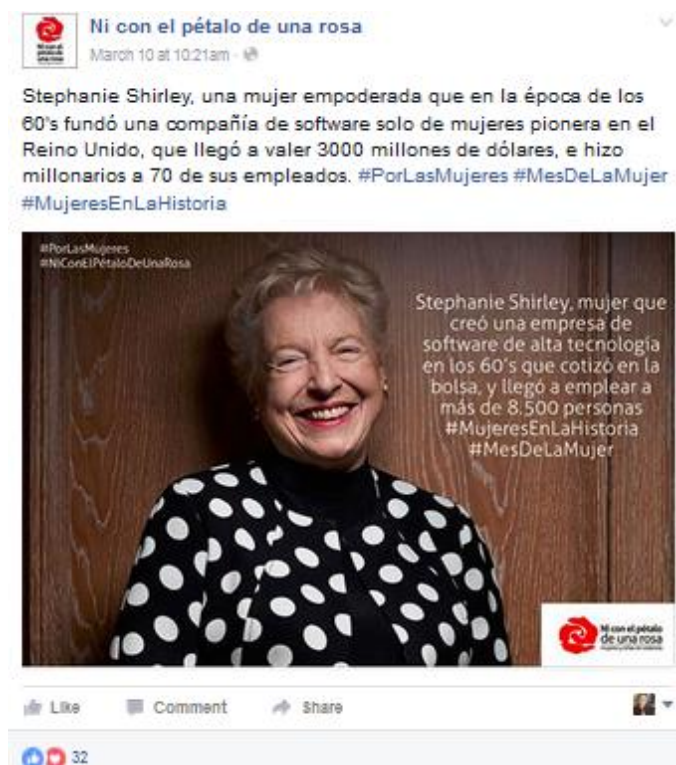 Ni con el pétalo de una rosa
March 10 at 10:21am ·
Stephanie Shirley, una mujer empoderada que en la época de los
60's fundó una compañía de software solo de mujeres pionera en el
Reino Unido, que llegó a valer 3000 millones de dólares, e hizo
millonarios a 70 de sus empleados. #PorLasMujeres #MesDeLaMujer
#MujeresEnLaHistoria
#PorLasMujeres
#NiConElPétaloDeUnaRosa
Stephanie Shirley, mujer que
creó una empresa de
software de alta tecnología
en los 60's que cotizó en la
bolsa, y llegó a emplear a
más de 8.500 personas
#MujeresEnLaHistoria
#MesDeLaMujer
Ni con el pétalo
de una rosa
Like Comment Share
32